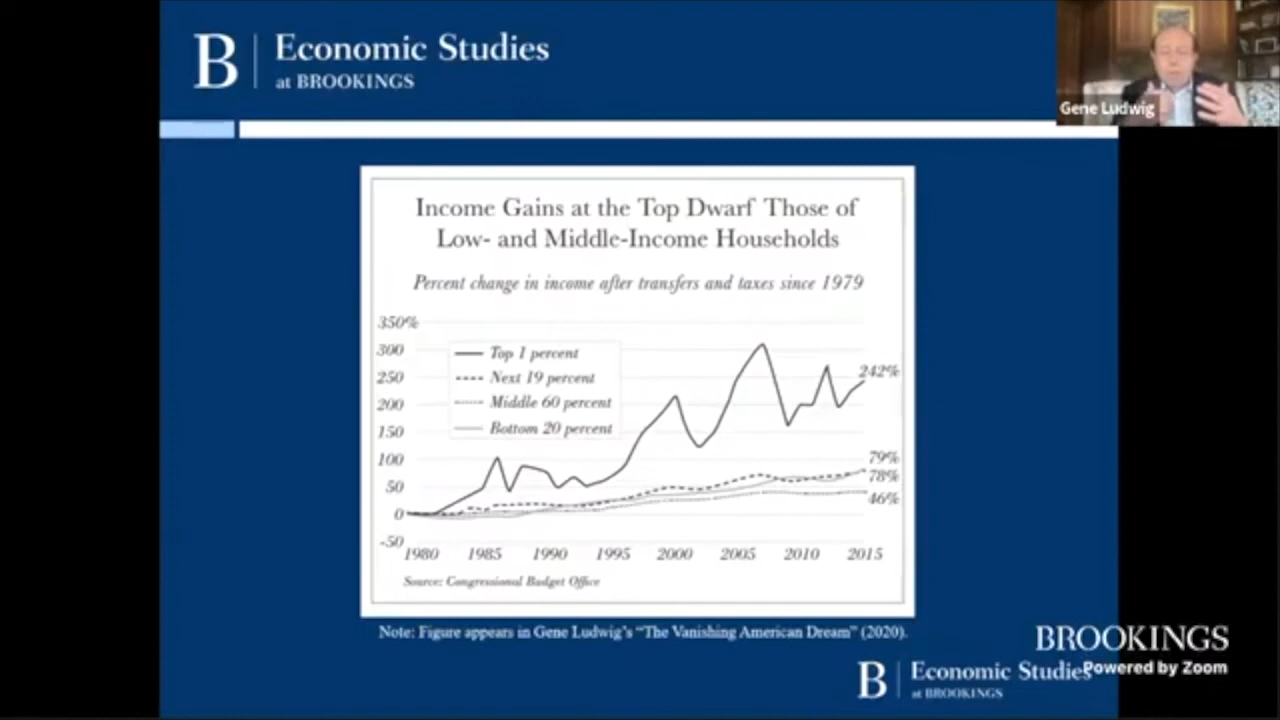 B Economic Studies
at BROOKINGS
Gene Ludwig
Income Gains at the Top Dwarf Those of
Low- and Middle-Income Households
Percent change in income after transfers and taxes since 1979
350%
300
250
200
150
100
50
0
-50
Top 1 percent
Next 19 percent
Middle 60 percent
Bottom 20 percent
242%
79%
78%
46%
1980 1985 1990 1995 2000 2005 2010 2015
Source: Congressional Budget Office
Note: Figure appears in Gene Ludwig's "The Vanishing American Dream" (2020).
BROOKINGS
Powered by Zoom
B Economic Studies
at BROOKINGS